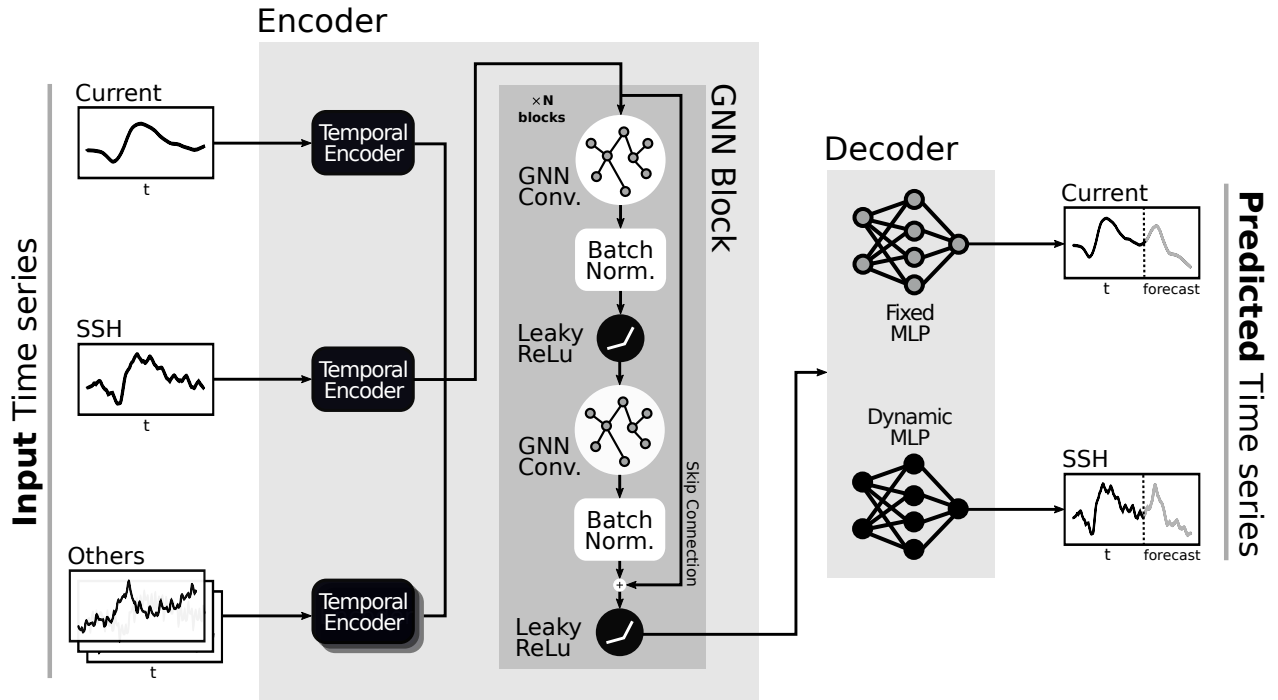 Encoder
Input Time series
Current
t
SSH
t
Others
t
Temporal
Encoder
Temporal
Encoder
Temporal
Encoder
×N
blocks
GNN Block
GNN
Conv.
Batch
Norm.
Leaky
ReLu
GNN
Conv.
Batch
Norm.
Skip Connection
+
Leaky
ReLu
Decoder
Fixed
MLP
Dynamic
MLP
Current
t
forecast
SSH
t
forecast
Predicted Time series